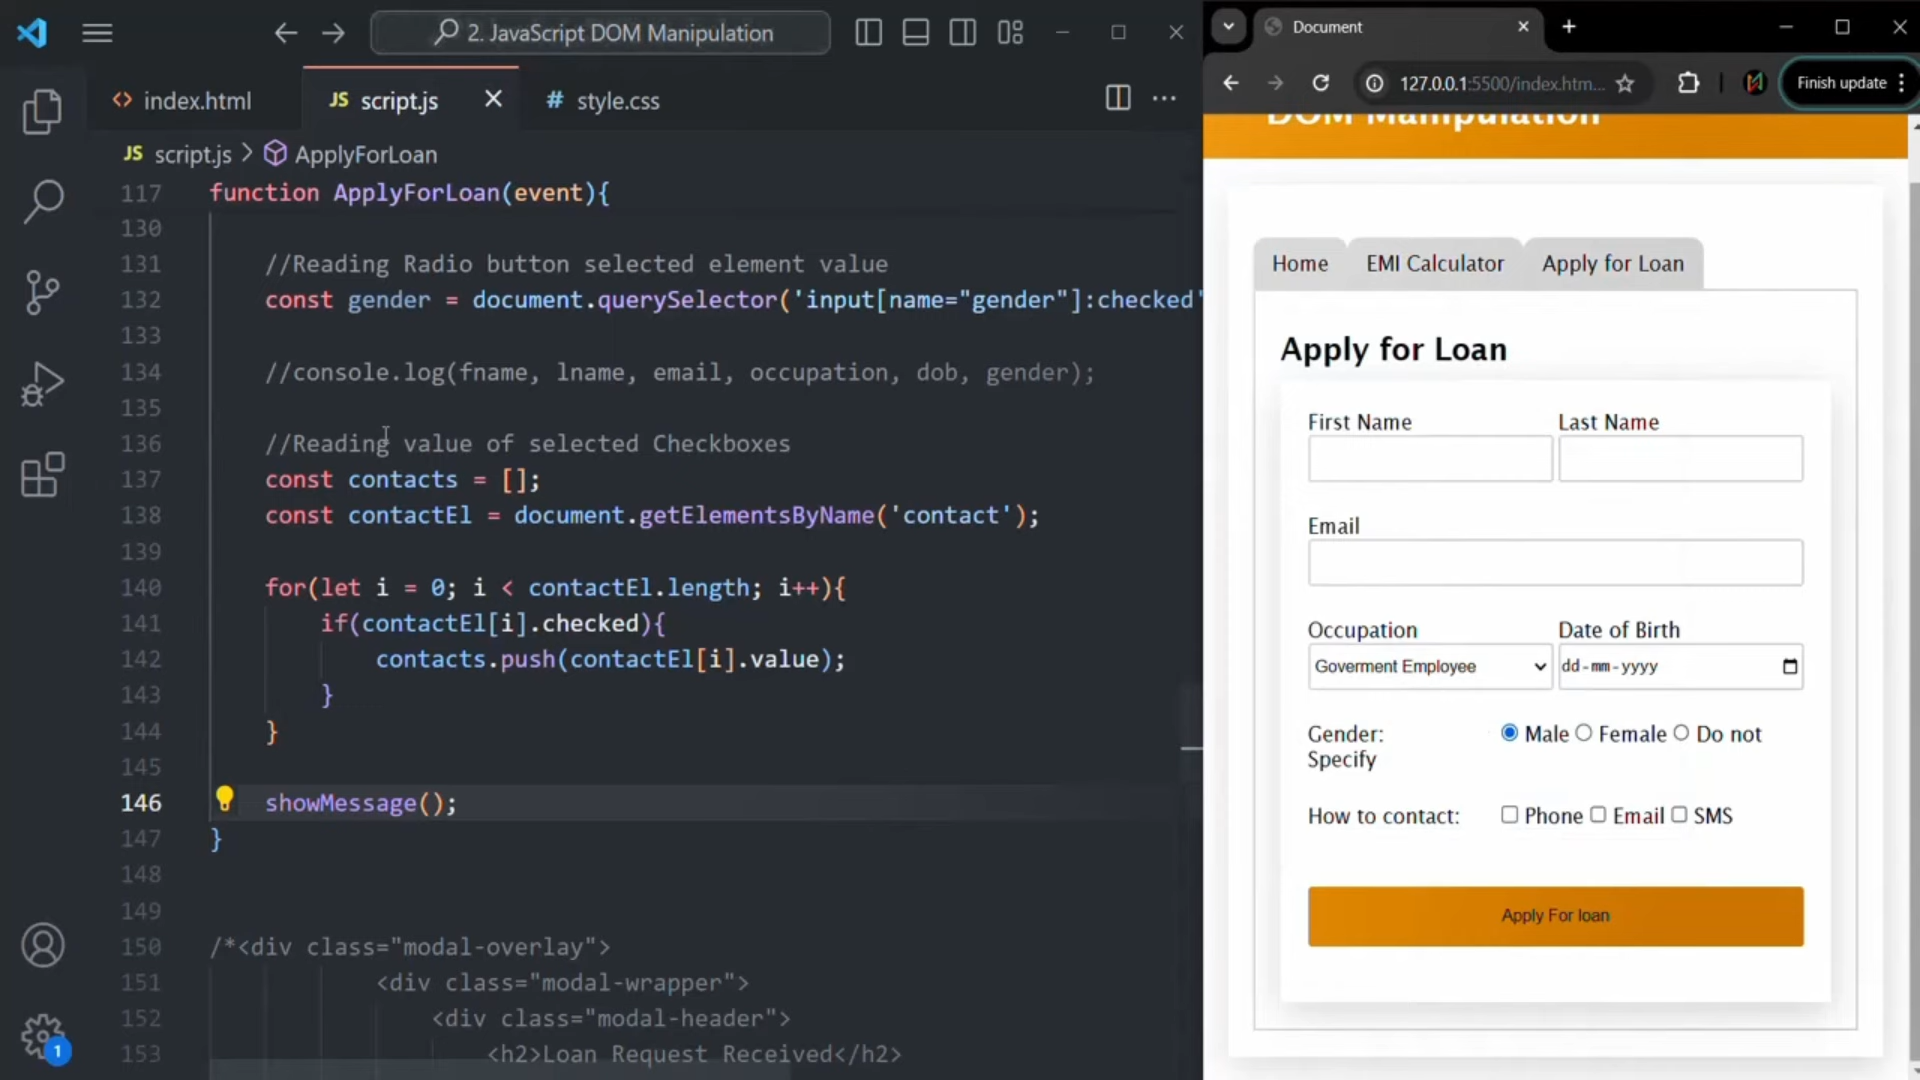 2. JavaScript DOM Manipulation
index.html
JS script.js
# style.css
JS script.js > ApplyForLoan
117 function ApplyForLoan(event){
130
131 //Reading Radio button selected element value
132 const gender = document.querySelector('input[name="gender"]:checked'
133
134 //console.log(fname, lname, email, occupation, dob, gender);
135
136 //Reading value of selected Checkboxes
137 const contacts = [];
138 const contactEl = document.getElementsByName('contact');
139
140 for(let i = 0; i < contactEl.length; i++){
141 if(contactEl[i].checked){
142 contacts.push(contactEl[i].value);
143 }
144 }
145
146 showMessage();
147 }
148
149
150 /*<div class="modal-overlay">
151 <div class="modal-wrapper">
152 <div class="modal-header">
153 <h2>Loan Request Received</h2>
1
Document
127.0.0.1:5500/index.htm...
Finish update
DOM Manipulation
Home
EMI Calculator
Apply for Loan
Apply for Loan
First Name
Last Name
Email
Occupation
Date of Birth
Goverment Employee
dd-mm-yyyy
Gender: Male Female Do not
Specify
How to contact: Phone Email SMS
Apply For loan